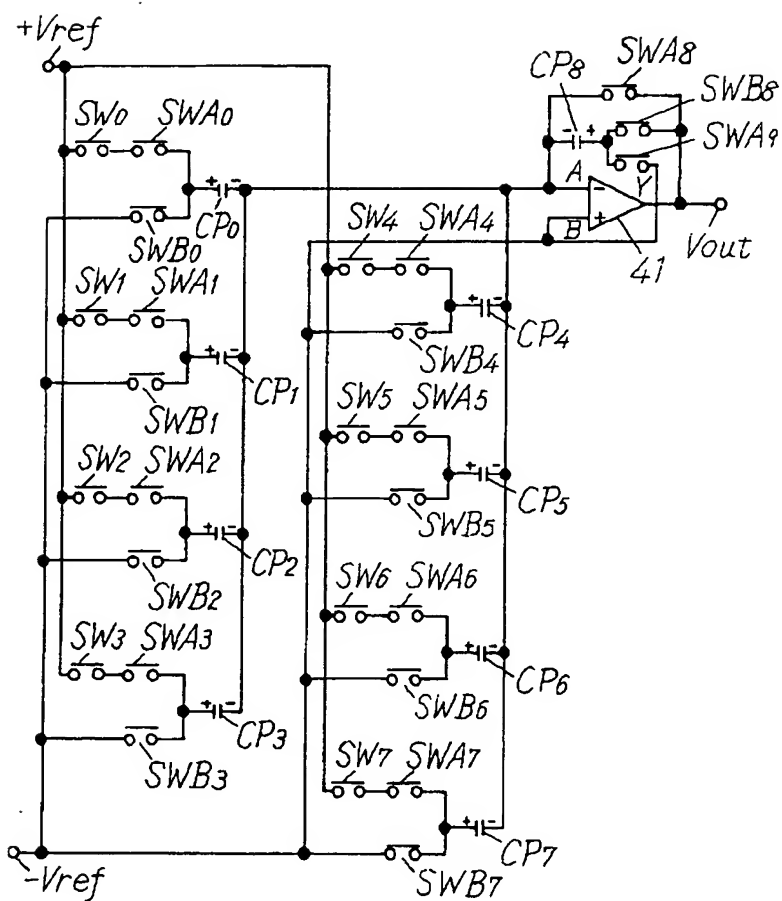 +Vref
SW0 SWA0
CP0
SWB0
SW1 SWA1
CP1
SWB1
SW2 SWA2
CP2
SWB2
SW3 SWA3
CP3
SWB3
-Vref
SW4 SWA4
CP4
SWB4
SW5 SWA5
CP5
SWB5
SW6 SWA6
CP6
SWB6
SW7 SWA7
CP7
SWB7
CP8
SWA8
SWB8
SWA9
A
B
Y
41
Vout